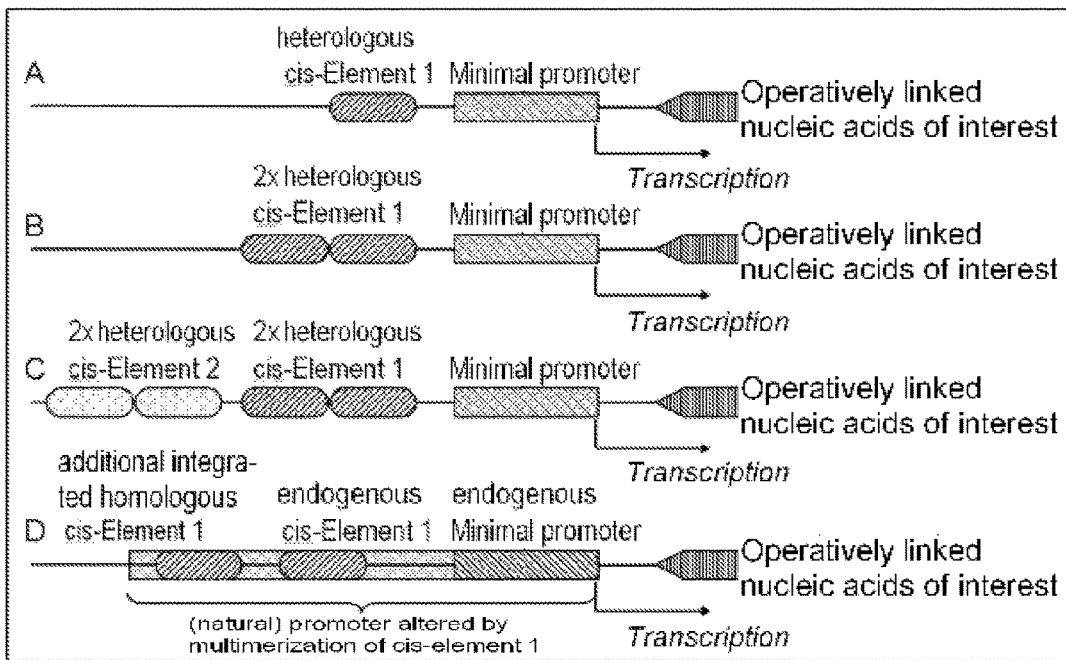 A
heterologous
cis-Element 1
Minimal promoter
Operatively linked
nucleic acids of interest
Transcription
B
2x heterologous
cis-Element 1
Minimal promoter
Operatively linked
nucleic acids of interest
Transcription
C
2x heterologous
cis-Element 2
2x heterologous
cis-Element 1
Minimal promoter
Operatively linked
nucleic acids of interest
Transcription
D
additional integra-
ted homologous
cis-Element 1
endogenous
cis-Element 1
endogenous
Minimal promoter
Operatively linked
nucleic acids of interest
(natural) promoter altered by
multimerization of cis-element 1
Transcription